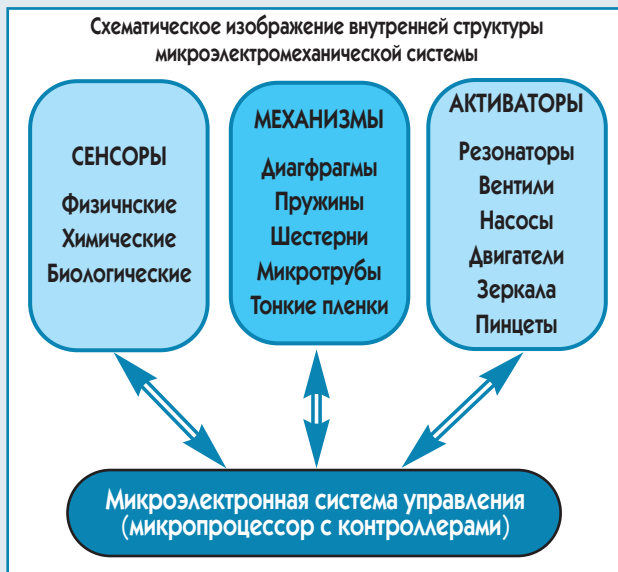 Схематическое изображение внутренней структуры
микроэлектромеханической системы
СЕНСОРЫ
Физичнские
Химические
Биологические
МЕХАНИЗМЫ
Диагфрагмы
Пружины
Шестерни
Микротрубы
Тонкие пленки
АКТИВАТОРЫ
Резонаторы
Вентили
Насосы
Двигатели
Зеркала
Пинцеты
Микроэлектронная система управления
(микропроцессор с контроллерами)